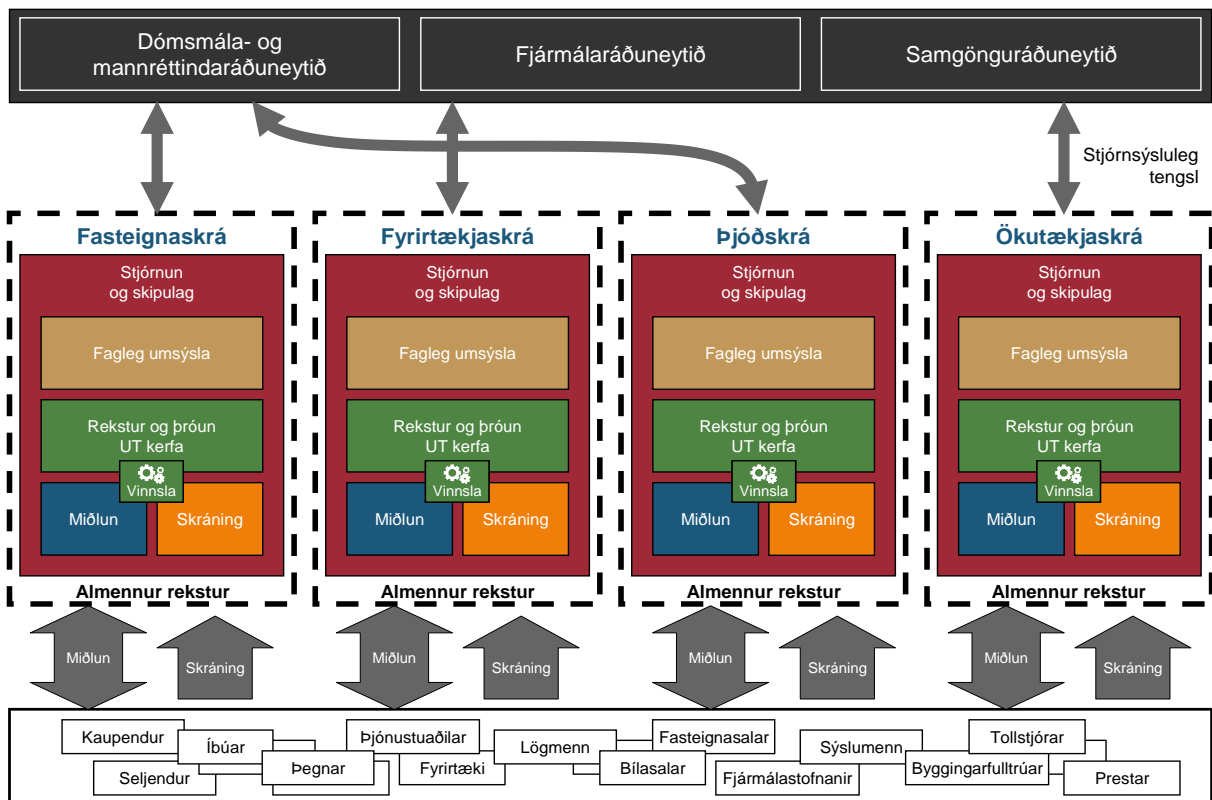 Dómsmála- og
mannréttindaráðuneytið
Fjármálaráðuneytið
Samgönguráðuneytið
Stjórnsýsluleg
tengsl
Fasteignaskrá
Stjórnun
og skipulag
Fagleg umsýsla
Rekstur og þróun
UT kerfa
Vinnsla
Miðlun
Skráning
Almennur rekstur
Fyrirtækjaskrá
Stjórnun
og skipulag
Fagleg umsýsla
Rekstur og þróun
UT kerfa
Vinnsla
Miðlun
Skráning
Almennur rekstur
Þjóðskrá
Stjórnun
og skipulag
Fagleg umsýsla
Rekstur og þróun
UT kerfa
Vinnsla
Miðlun
Skráning
Almennur rekstur
Ökutækjaskrá
Stjórnun
og skipulag
Fagleg umsýsla
Rekstur og þróun
UT kerfa
Vinnsla
Miðlun
Skráning
Almennur rekstur
Miðlun
Skráning
Miðlun
Skráning
Miðlun
Skráning
Miðlun
Skráning
Kaupendur
Íbúar
Seljendur
Þegnar
Þjónustuaðilar
Fyrirtæki
Lögmenn
Bílasalar
Fasteignasalar
Fjármálastofnanir
Sýslumenn
Byggingarfulltrúar
Tollstjórar
Prestar